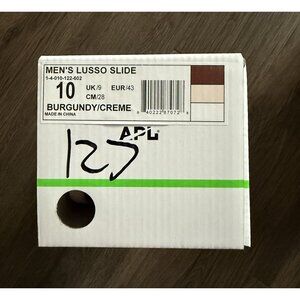 MEN'S LUSSO SLIDE
1-4-010-122-602
10 UK/9 EUR/43
CM/28
BURGUNDY/CREME
MADE IN CHINA
APL